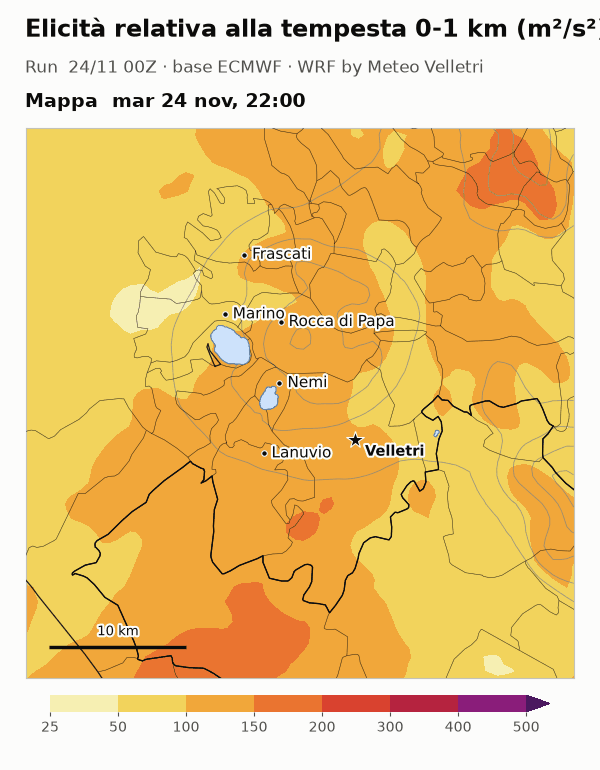 Elicità relativa alla tempesta 0-1 km (m²/s²)
Run 24/11 00Z · base ECMWF · WRF by Meteo Velletri
Mappa mar 24 nov, 22:00
Frascati
Marino
Rocca di Papa
Nemi
Velletri
Lanuvio
10 km
25 50 100 150 200 300 400 500